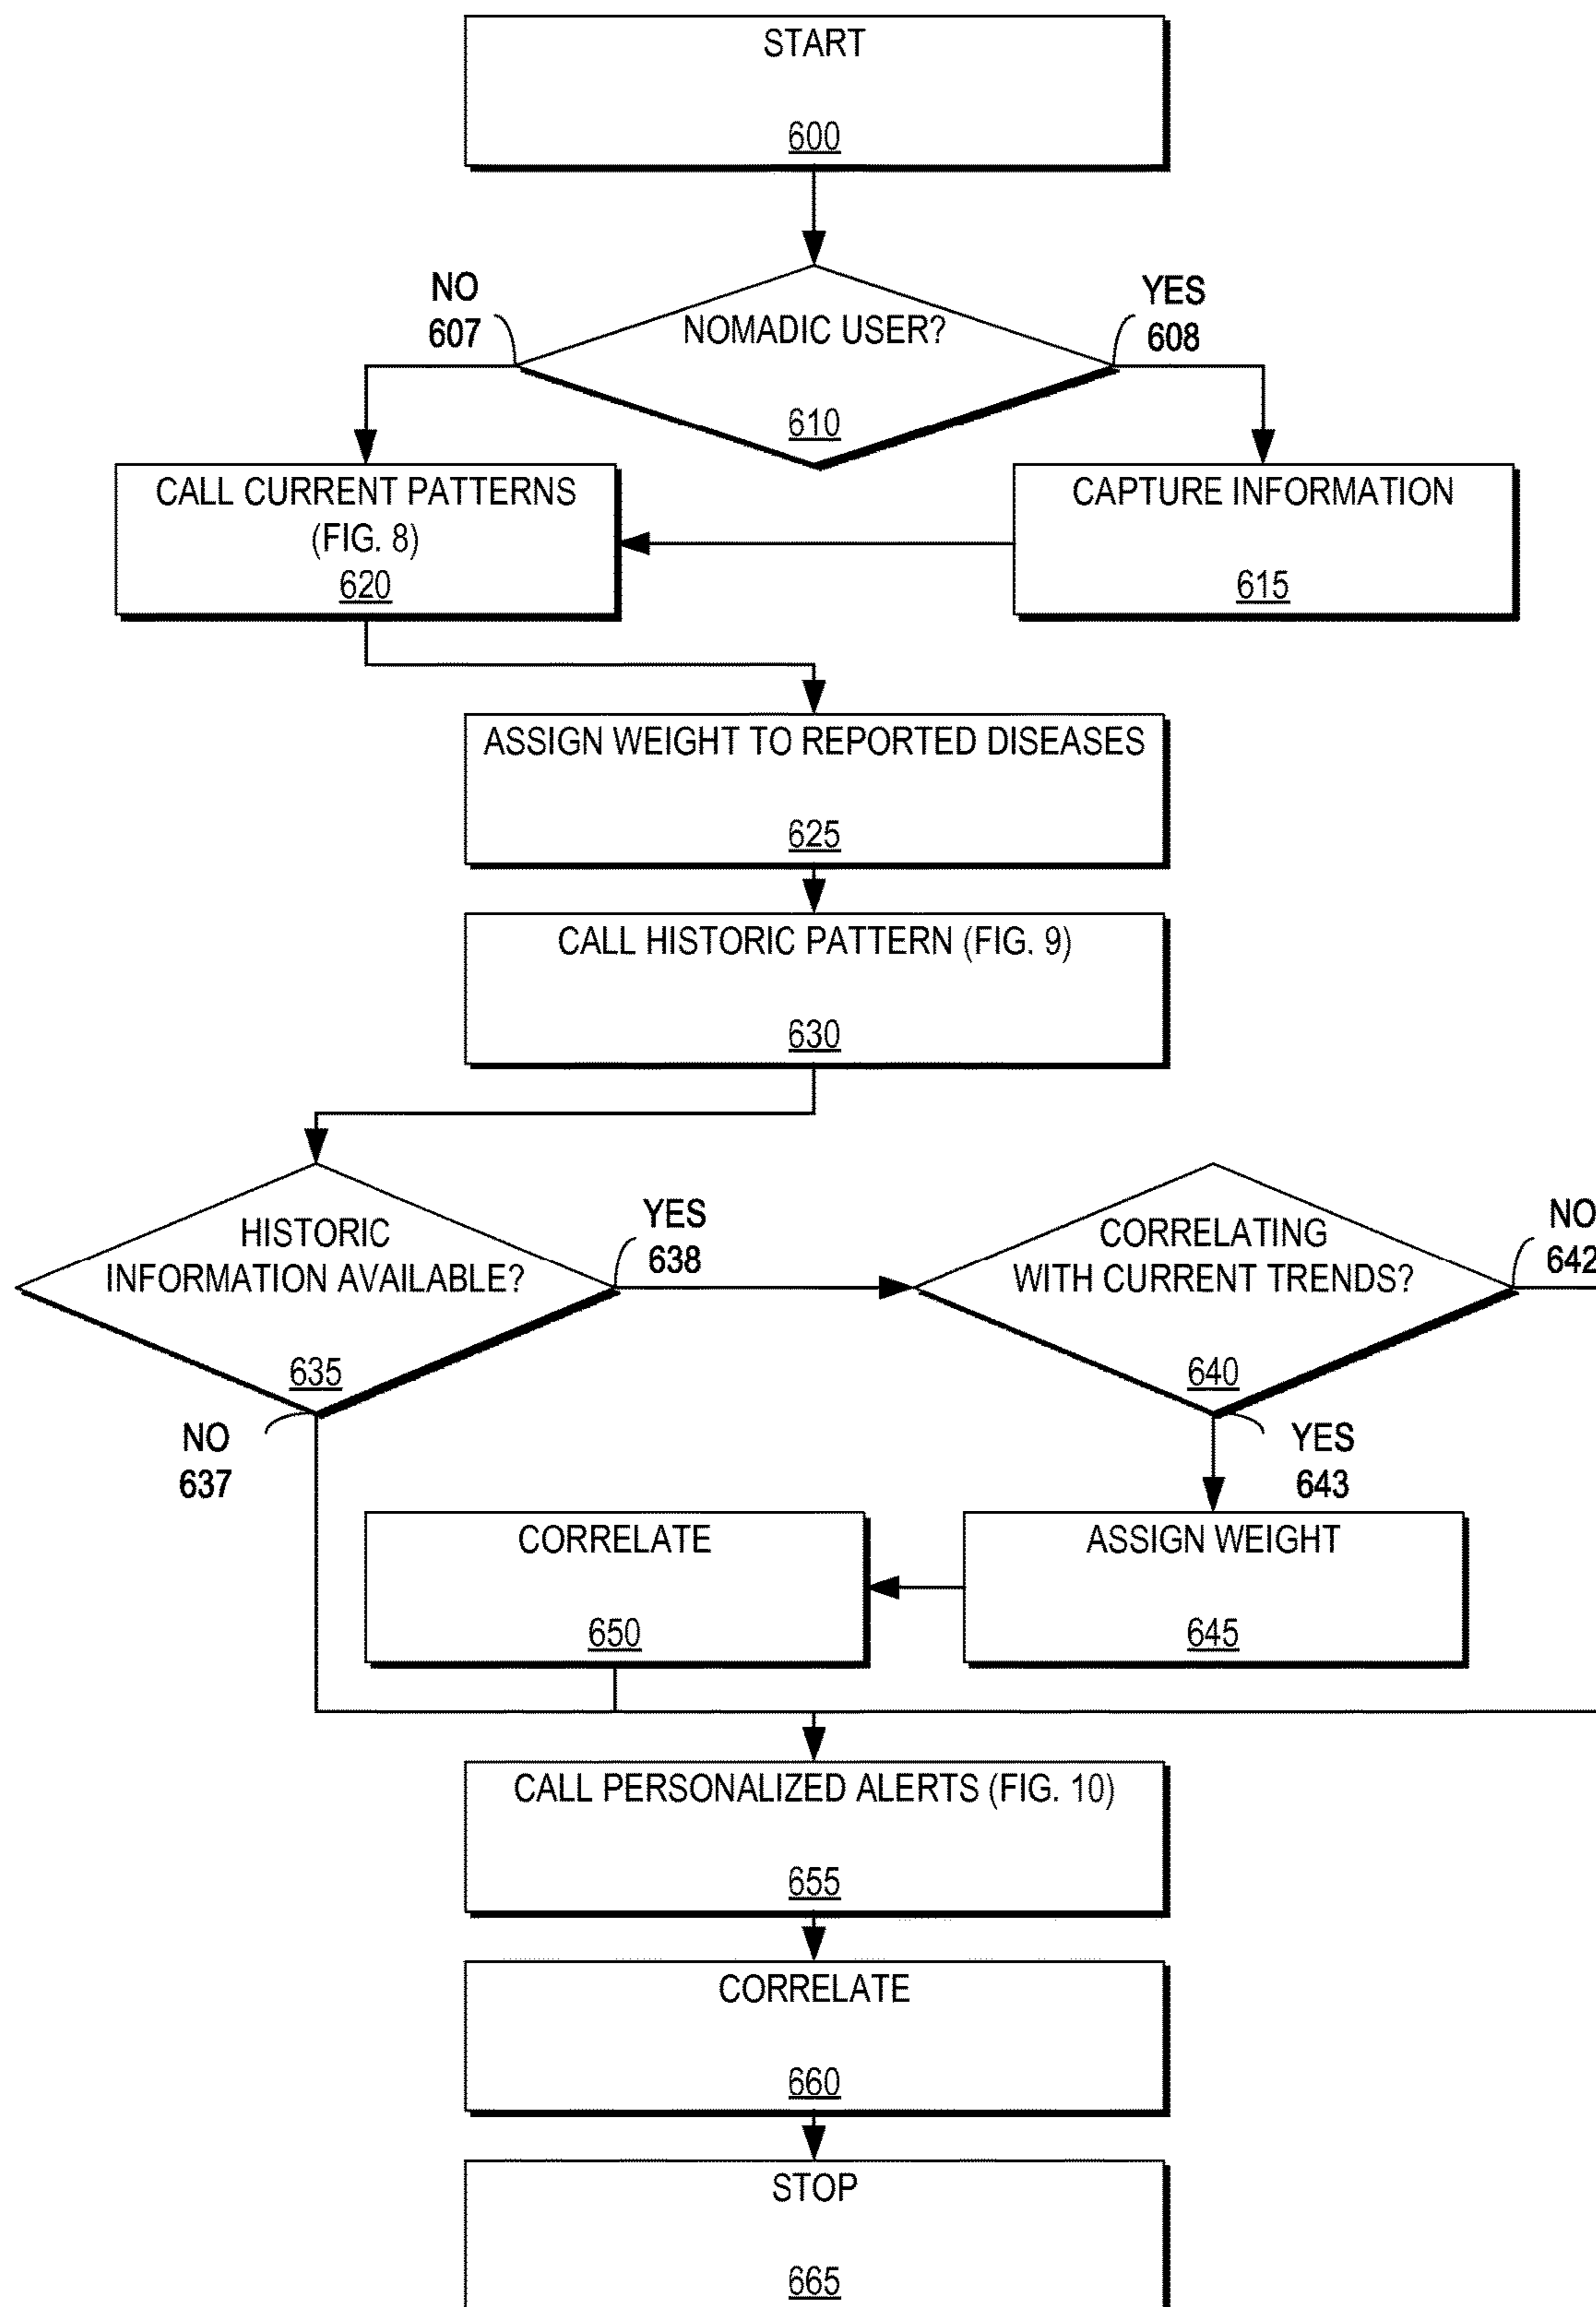 START
600
NO
607
NOMADIC USER?
610
YES
608
CALL CURRENT PATTERNS
(FIG. 8)
620
CAPTURE INFORMATION
615
ASSIGN WEIGHT TO REPORTED DISEASES
625
CALL HISTORIC PATTERN (FIG. 9)
630
HISTORIC
INFORMATION AVAILABLE?
635
YES
638
CORRELATING
WITH CURRENT TRENDS?
640
NO
642
NO
637
YES
643
CORRELATE
650
ASSIGN WEIGHT
645
CALL PERSONALIZED ALERTS (FIG. 10)
655
CORRELATE
660
STOP
665